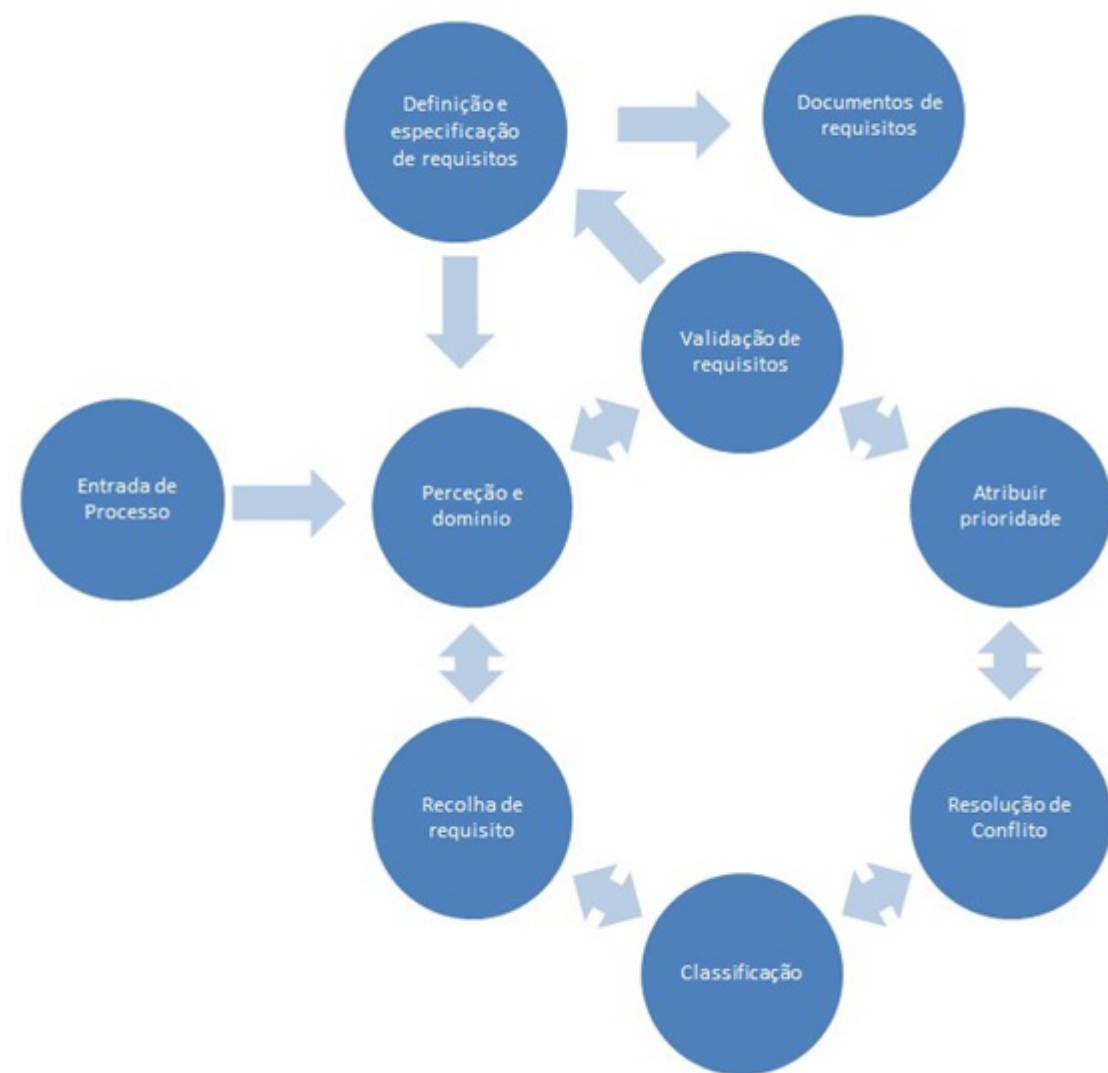 Definição e
especificação
de requisitos
Documentos de
requisitos
Validação de
requisitos
Entrada de
Processo
Perceção e
dominio
Atribuir
prioridade
Recolha de
requisito
Resolução de
Conflito
Classificação